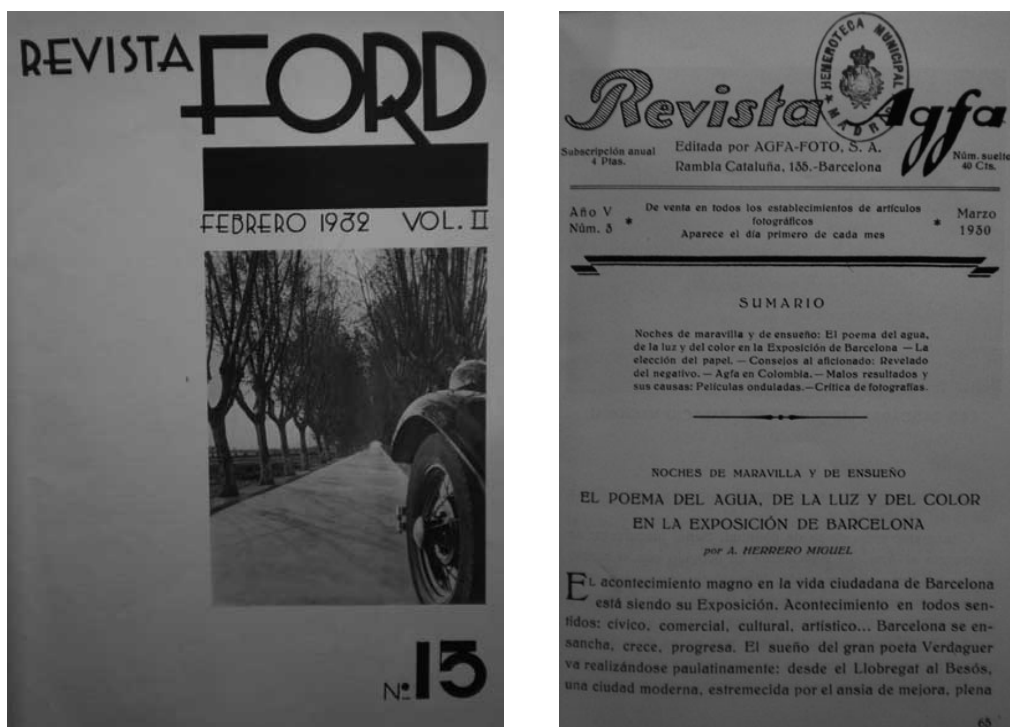 REVISTA FORD
FEBRERO 1932 VOL. II
Nº 15
HEMEROTECA MUNICIPAL
MADRID
Revista Agfa
Subscripción anual
4 Ptas.
Editada por AGFA-FOTO, S. A.
Rambla Cataluña, 135.-Barcelona
Núm. suelto
40 Cts.
Año V
Núm. 3
De venta en todos los establecimientos de artículos
fotográficos
Aparece el día primero de cada mes
Marzo
1930
SUMARIO
Noches de maravilla y de ensueño: El poema del agua,
de la luz y del color en la Exposición de Barcelona — La
elección del papel. — Consejos al aficionado: Revelado
del negativo. — Agfa en Colombia. — Malos resultados y
sus causas: Películas onduladas. — Crítica de fotografías.
NOCHES DE MARAVILLA Y DE ENSUEÑO
EL POEMA DEL AGUA, DE LA LUZ Y DEL COLOR
EN LA EXPOSICIÓN DE BARCELONA
por A. HERRERO MIGUEL
EL acontecimiento magno en la vida ciudadana de Barcelona
está siendo su Exposición. Acontecimiento en todos sen-
tidos: cívico, comercial, cultural, artístico... Barcelona se en-
sancha, crece, progresa. El sueño del gran poeta Verdaguer
va realizándose paulatinamente: desde el Llobregat al Besós,
una ciudad moderna, estremecida por el ansia de mejora, plena
65